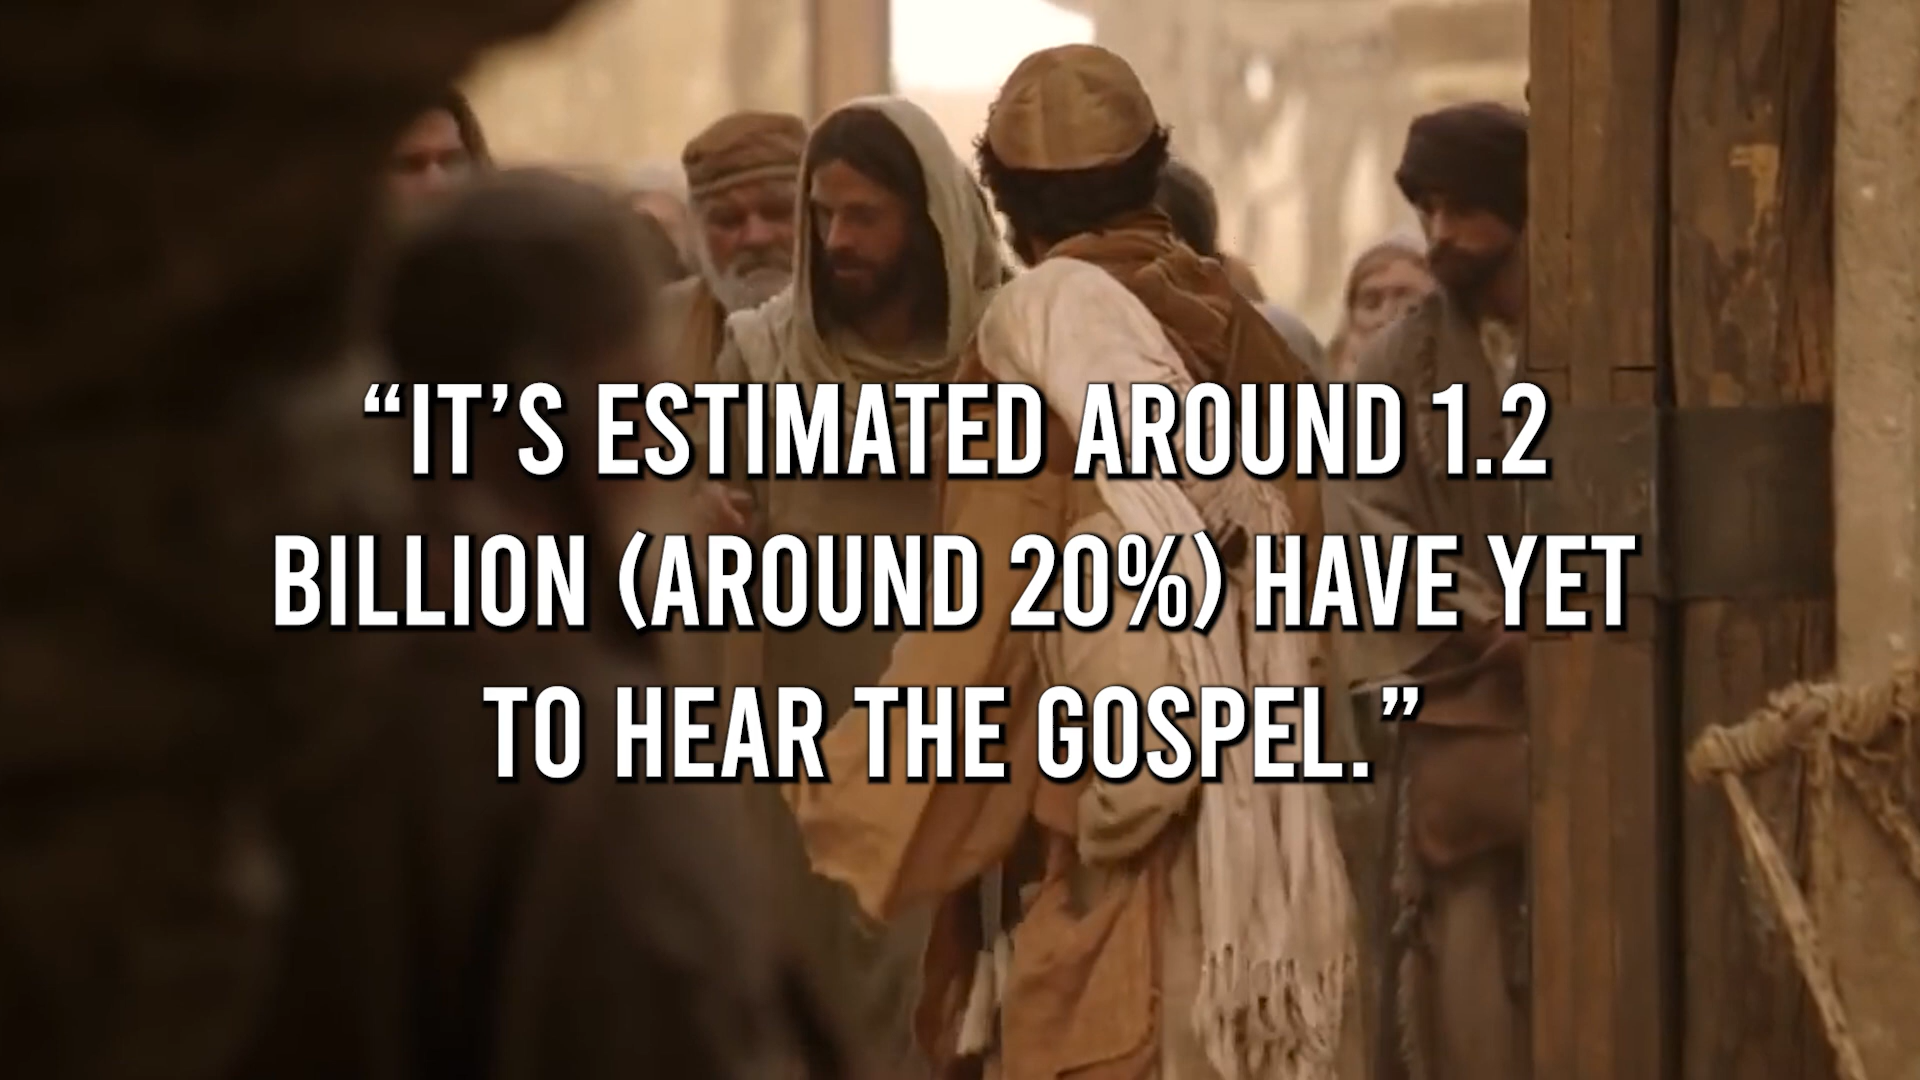 “IT’S ESTIMATED AROUND 1.2
BILLION (AROUND 20%) HAVE YET
TO HEAR THE GOSPEL.”